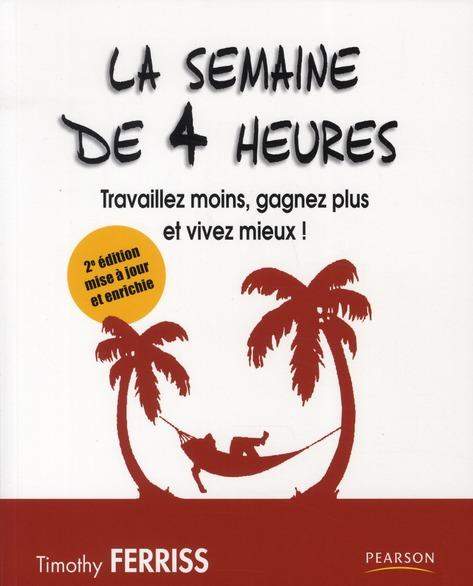 LA SEMAINE
DE 4 HEURES
Travaillez moins, gagnez plus
et vivez mieux !
2e édition
mise à jour
et enrichie
Timothy FERRISS
PEARSON